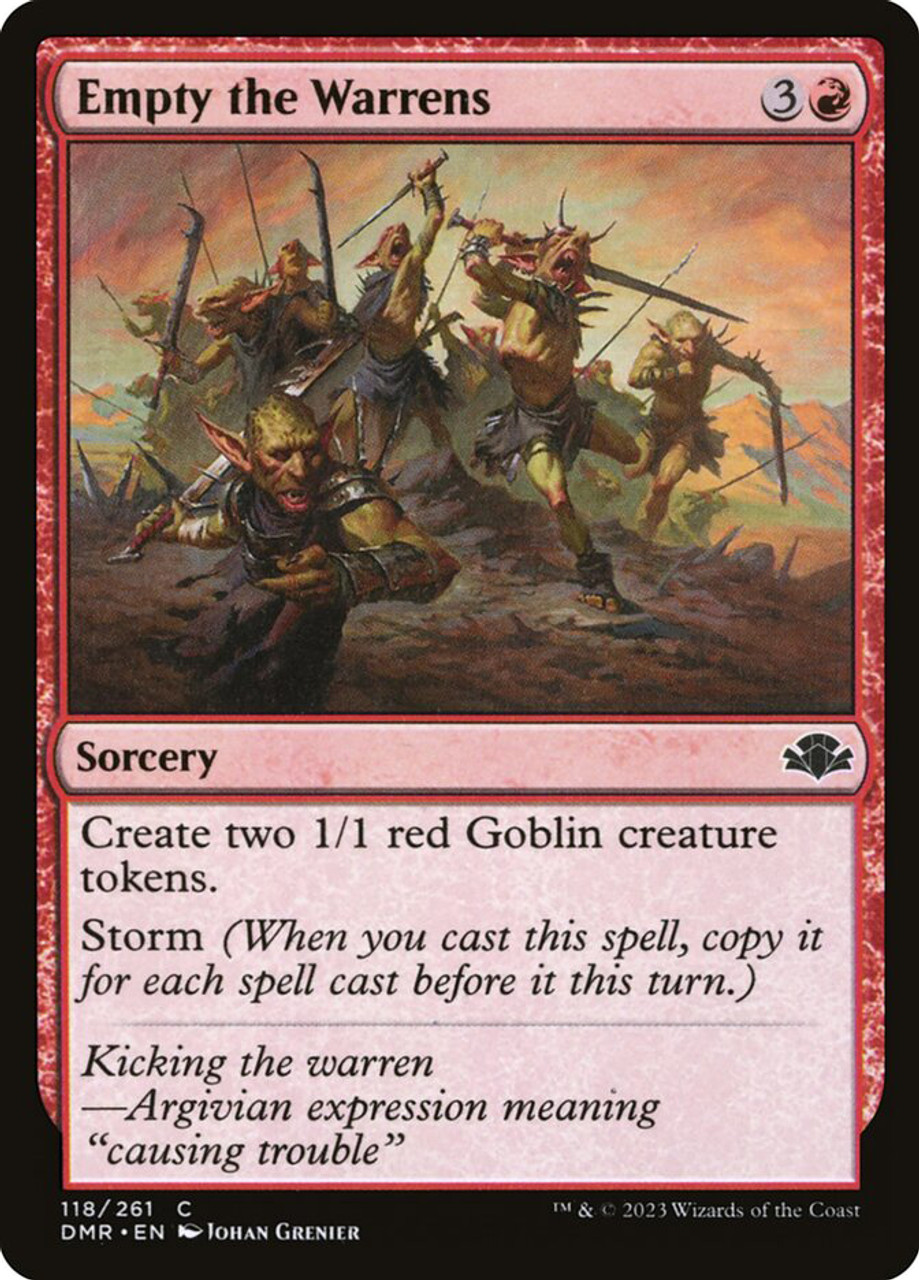 Empty the Warrens
3
Sorcery
Create two 1/1 red Goblin creature
tokens.
Storm (When you cast this spell, copy it
for each spell cast before it this turn.)
Kicking the warren
—Argivian expression meaning
“causing trouble”
118/261 C
™ & © 2023 Wizards of the Coast
DMR • EN Johan Grenier